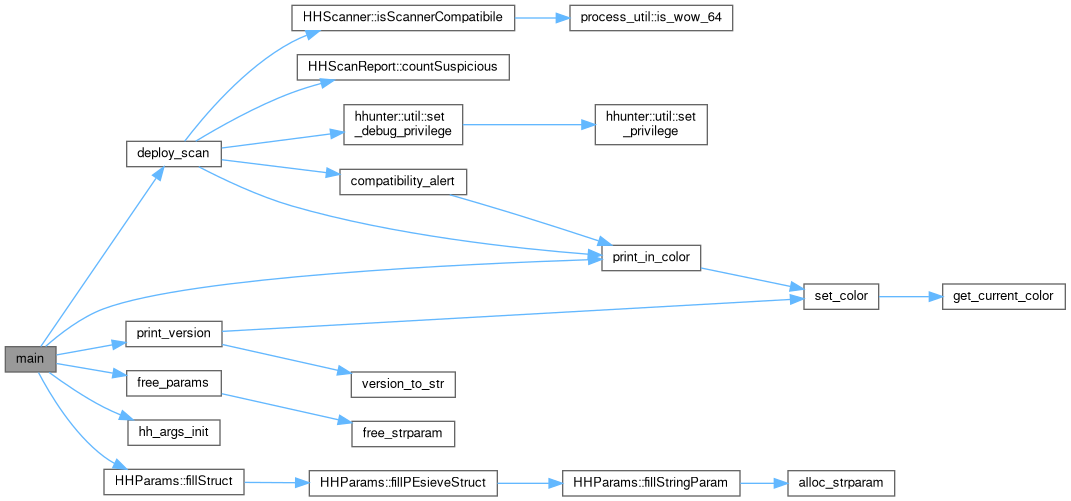 HHScanner::isScannerCompatibile
process_util::is_wow_64
HHScanReport::countSuspicious
hhunter::util::set
_debug_privilege
hhunter::util::set
_privilege
deploy_scan
compatibility_alert
print_in_color
set_color
get_current_color
print_version
main
version_to_str
free_params
hh_args_init
free_strparam
HHParams::fillStruct
HHParams::fillPEsieveStruct
HHParams::fillStringParam
alloc_strparam